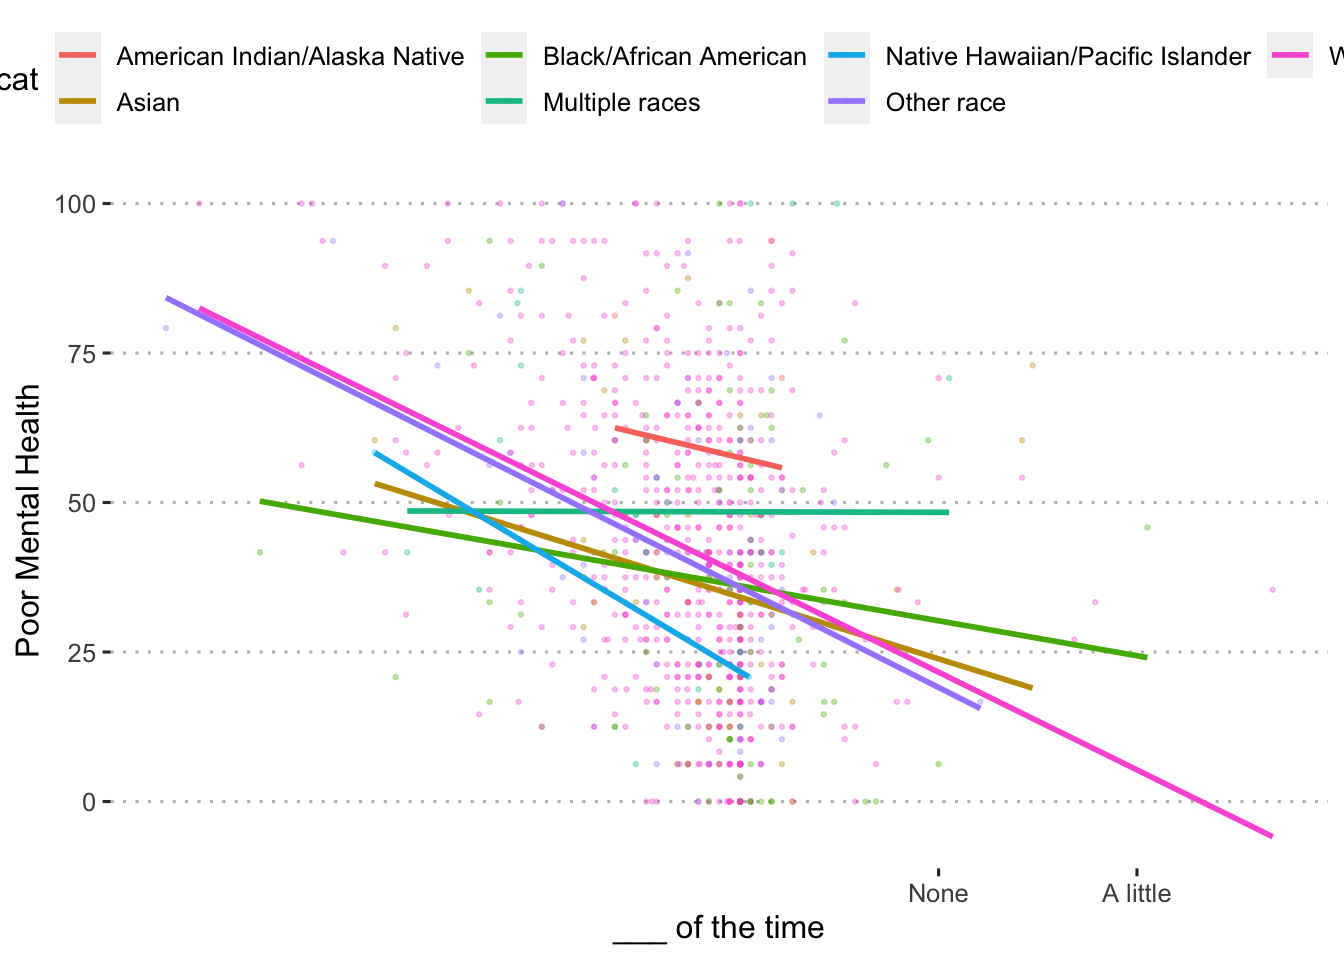 cat
American Indian/Alaska Native
Black/African American
Native Hawaiian/Pacific Islander
Asian
Multiple races
Other race
100
75
50
25
0
Poor Mental Health
None
A little
___ of the time